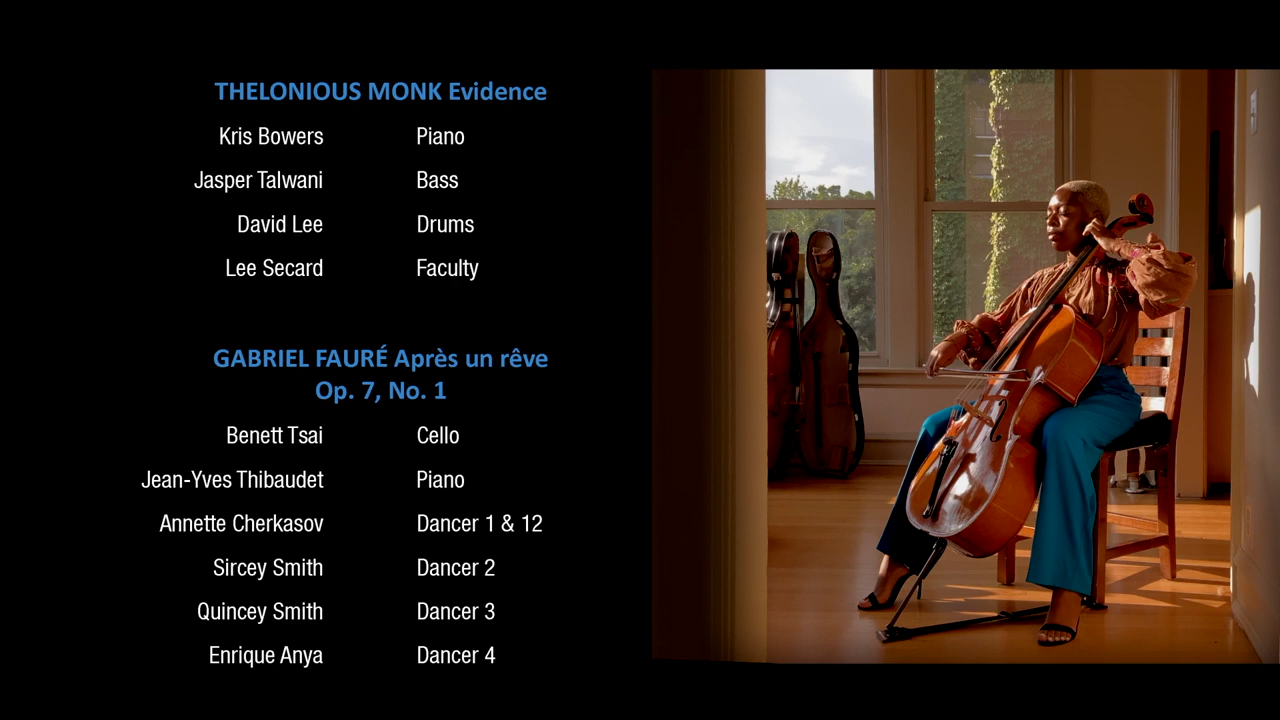 THELONIOUS MONK Evidence
Kris Bowers Piano
Jasper Talwani Bass
David Lee Drums
Lee Secard Faculty
GABRIEL FAURÉ Après un rêve
Op. 7, No. 1
Benett Tsai Cello
Jean-Yves Thibaudet Piano
Annette Cherkasov Dancer 1 & 12
Sircey Smith Dancer 2
Quincey Smith Dancer 3
Enrique Anya Dancer 4